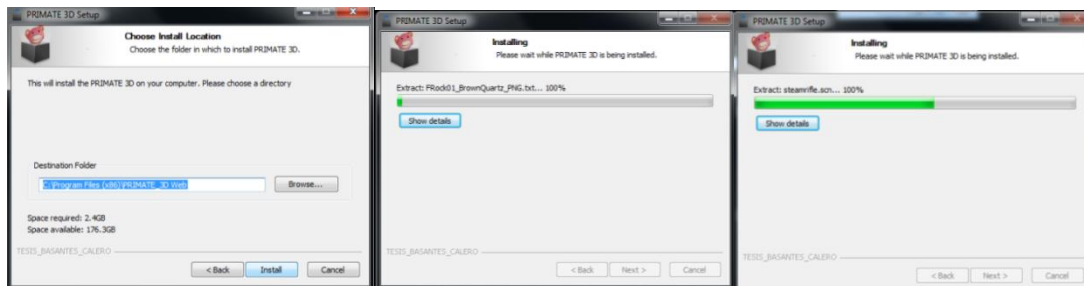 PRIMATE 3D Setup
Choose Install Location
Choose the folder in which to install PRIMATE 3D.
This will install the PRIMATE 3D on your computer. Please choose a directory
Destination Folder
C:\Program Files (x86)\PRIMATE_3D Web
Browse...
Space required: 2.4GB
Space available: 176.3GB
TESIS_BASANTES_CALERO
< Back
Install
Cancel
PRIMATE 3D Setup
Installing
Please wait while PRIMATE 3D is being installed.
Extract: FRock01_BrownQuartz_PNG.txt... 100%
Show details
TESIS_BASANTES_CALERO
< Back
Next >
Cancel
PRIMATE 3D Setup
Installing
Please wait while PRIMATE 3D is being installed.
Extract: steamrifle.scn... 100%
Show details
TESIS_BASANTES_CALERO
< Back
Next >
Cancel